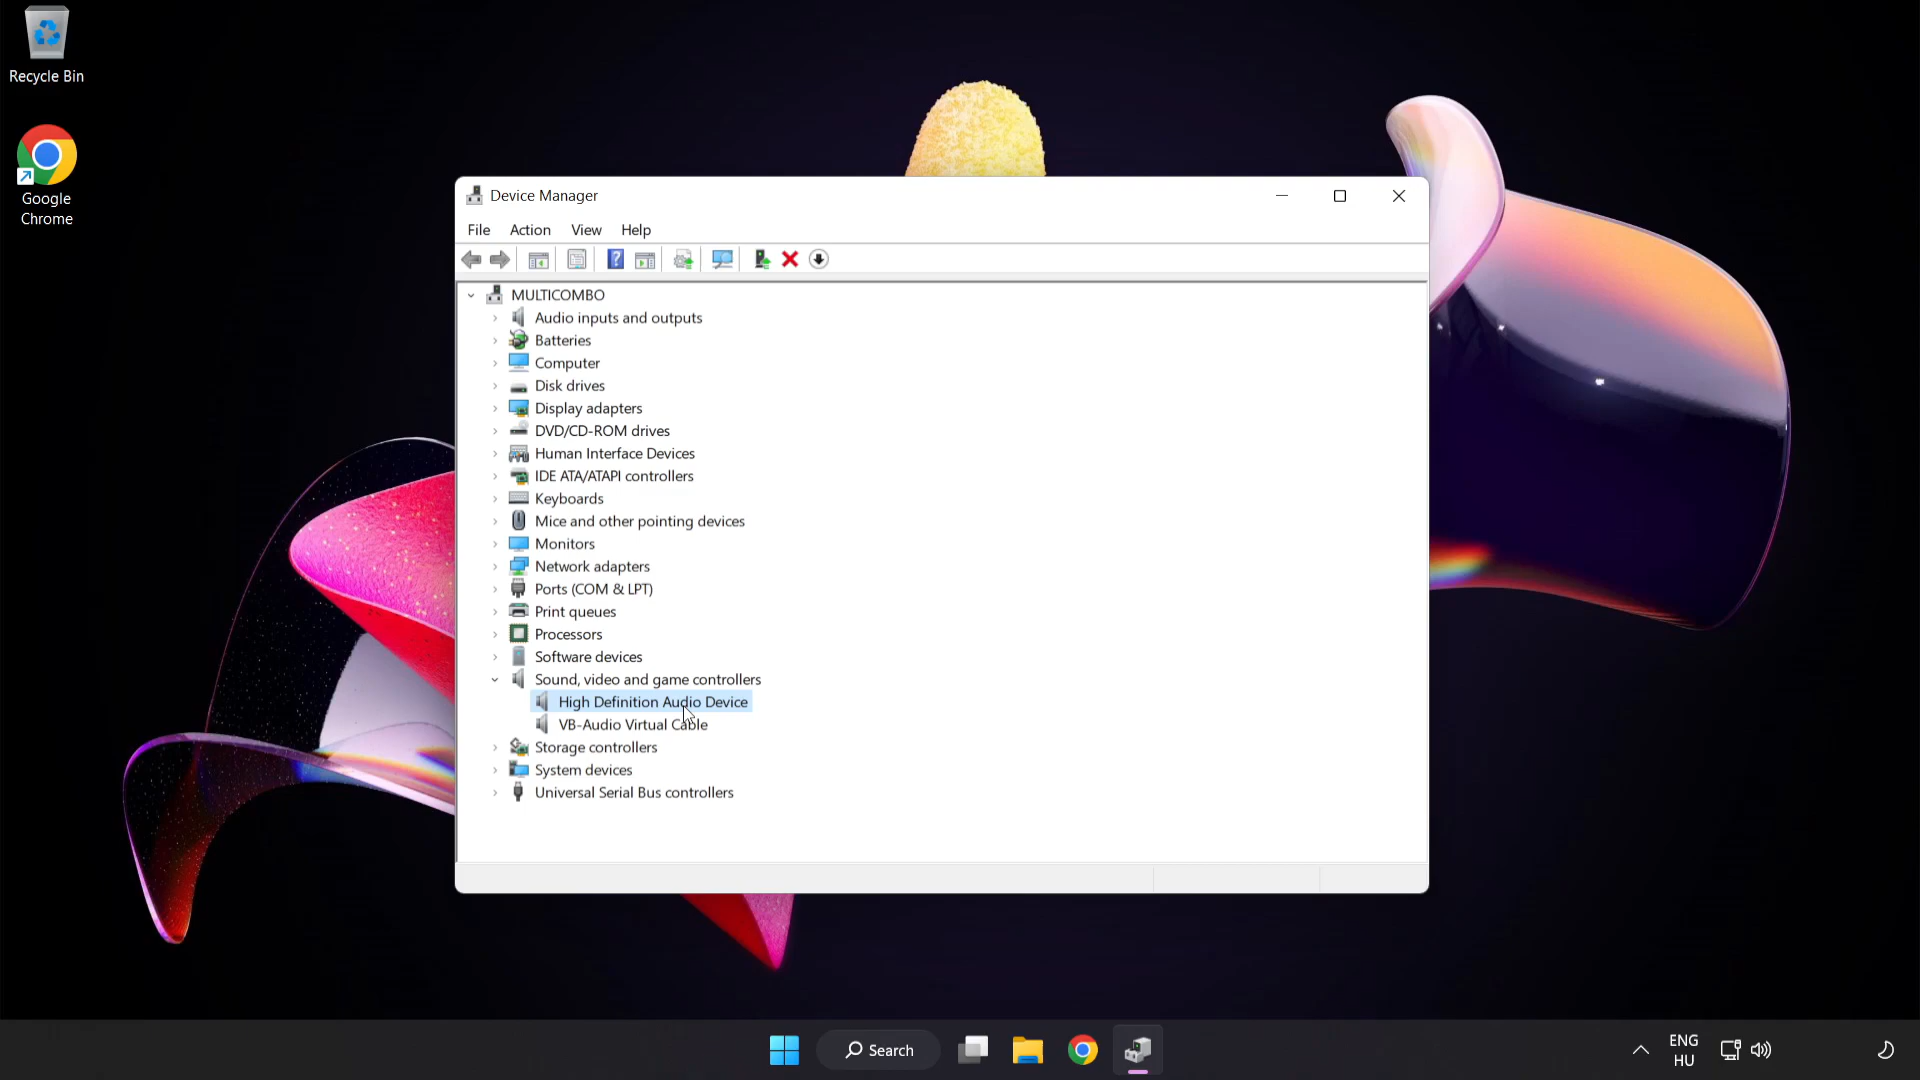 Recycle Bin
Google
Chrome
Device Manager
File Action View Help
MULTICOMBO
Audio inputs and outputs
Batteries
Computer
Disk drives
Display adapters
DVD/CD-ROM drives
Human Interface Devices
IDE ATA/ATAPI controllers
Keyboards
Mice and other pointing devices
Monitors
Network adapters
Ports (COM & LPT)
Print queues
Processors
Software devices
Sound, video and game controllers
High Definition Audio Device
VB-Audio Virtual Cable
Storage controllers
System devices
Universal Serial Bus controllers
Search
ENG
HU